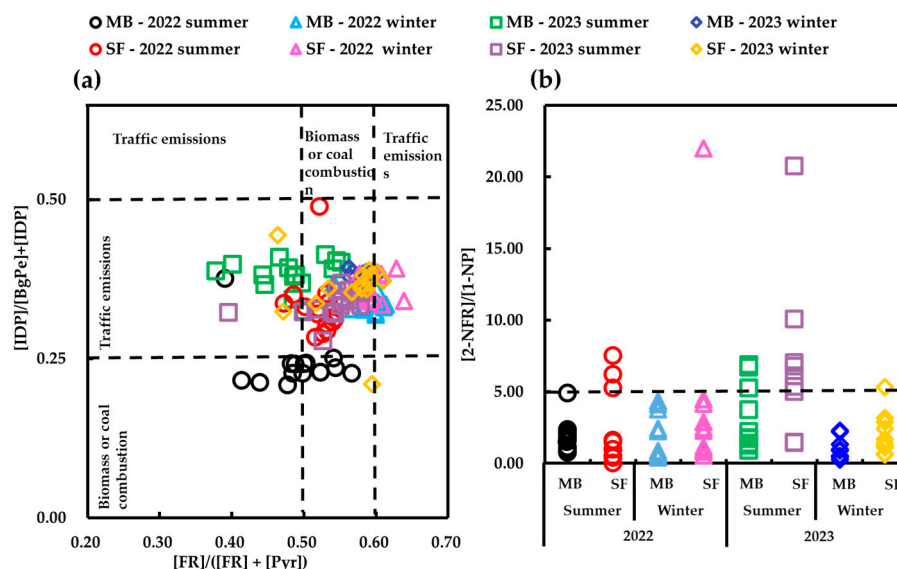 MB - 2022 summer
MB - 2022 winter
MB - 2023 summer
MB - 2023 winter
SF - 2022 summer
SF - 2022 winter
SF - 2023 summer
SF - 2023 winter
(a)
[IDP]/[BgPe]+[IDP]
0.50
0.25
0.00
Traffic emissions
Biomass
or coal
combustio
n
Traffic
emission
s
Traffic emissions
Biomass or coal
combustion
[0.20
0.30
0.40
0.50
0.60
0.70
[FR]/([FR] + [Pyr])
(b)
[2-NFR]/[1-NP]
25.00
20.00
15.00
10.00
5.00
0.00
MB
SF
MB
SF
MB
SF
MB
SF
Summer
Winter
Summer
Winter
2022
2023